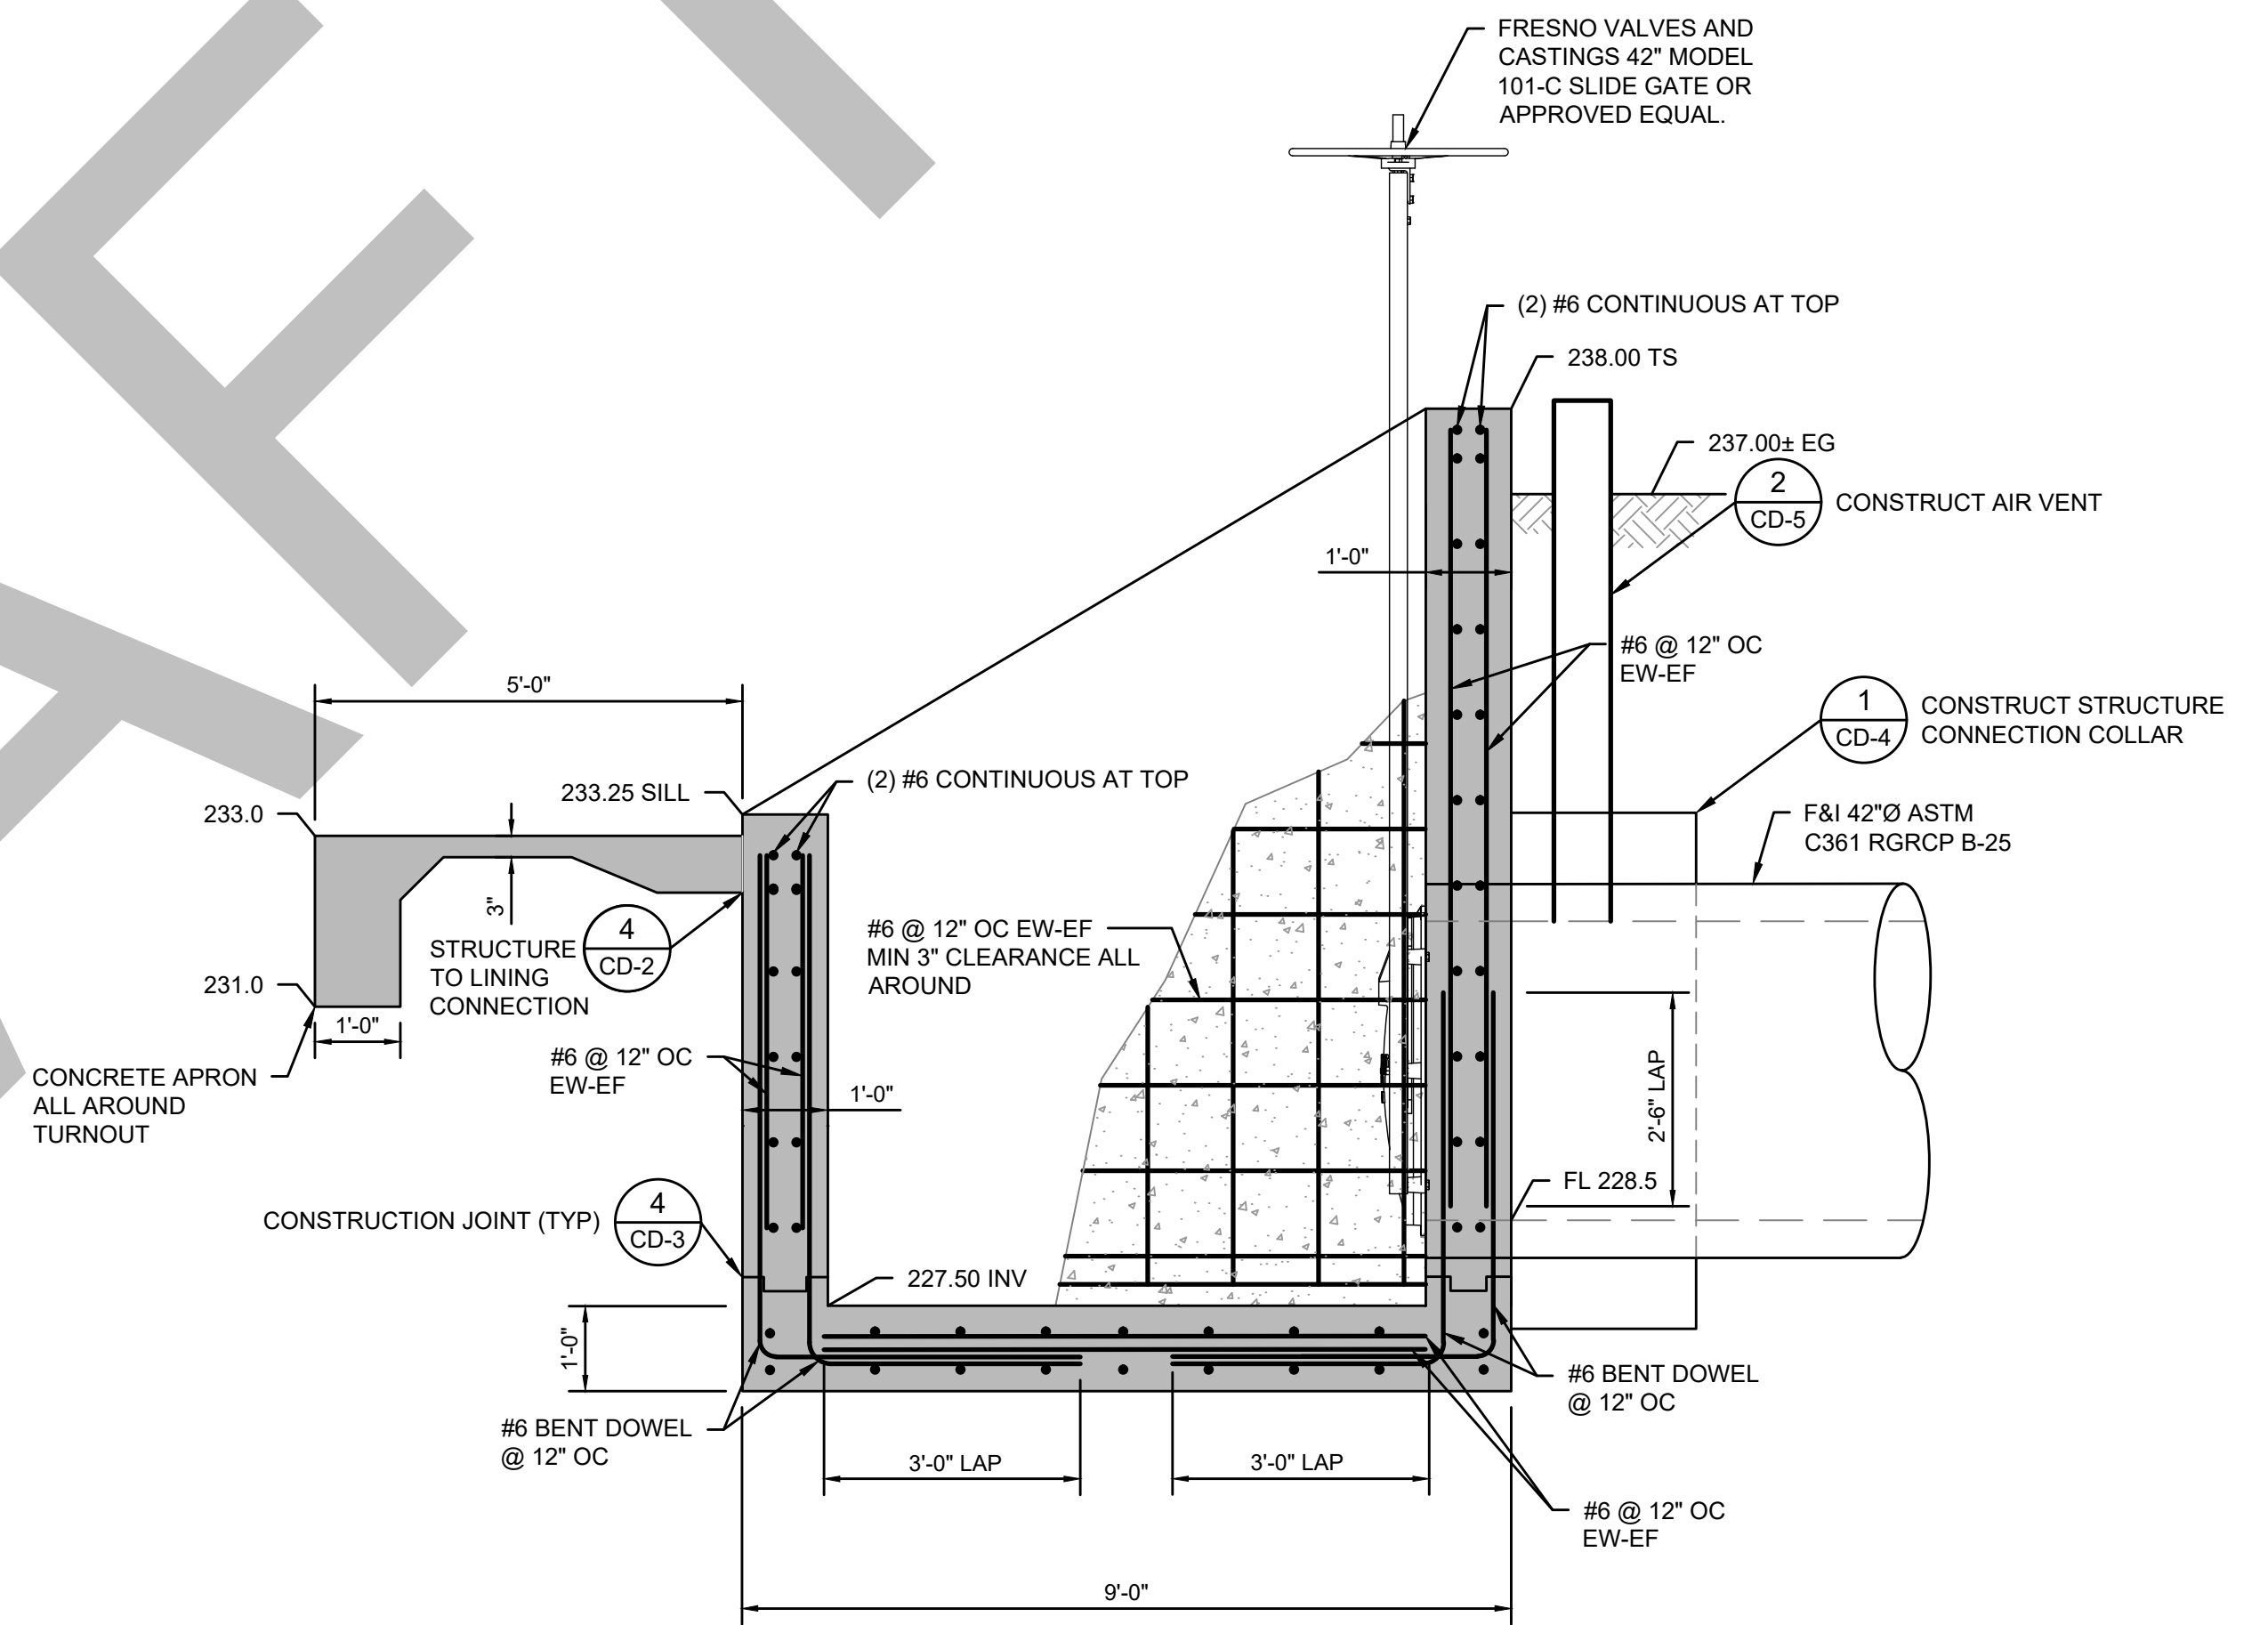 FRESNO VALVES AND
CASTINGS 42" MODEL
101-C SLIDE GATE OR
APPROVED EQUAL.
(2) #6 CONTINUOUS AT TOP
238.00 TS
237.00± EG
2
CD-5
CONSTRUCT AIR VENT
1'-0"
#6 @ 12" OC
EW-EF
5'-0"
1
CD-4
CONSTRUCT STRUCTURE
CONNECTION COLLAR
(2) #6 CONTINUOUS AT TOP
233.25 SILL
233.0
F&I 42"Ø ASTM
C361 RGRCP B-25
3"
4
CD-2
STRUCTURE
TO LINING
CONNECTION
#6 @ 12" OC EW-EF
MIN 3" CLEARANCE ALL
AROUND
231.0
1'-0"
CONCRETE APRON
ALL AROUND
TURNOUT
#6 @ 12" OC
EW-EF
1'-0"
2'-6" LAP
FL 228.5
CONSTRUCTION JOINT (TYP)
4
CD-3
227.50 INV
1'-0"
#6 BENT DOWEL
@ 12" OC
#6 BENT DOWEL
@ 12" OC
3'-0" LAP
3'-0" LAP
#6 @ 12" OC
EW-EF
9'-0"